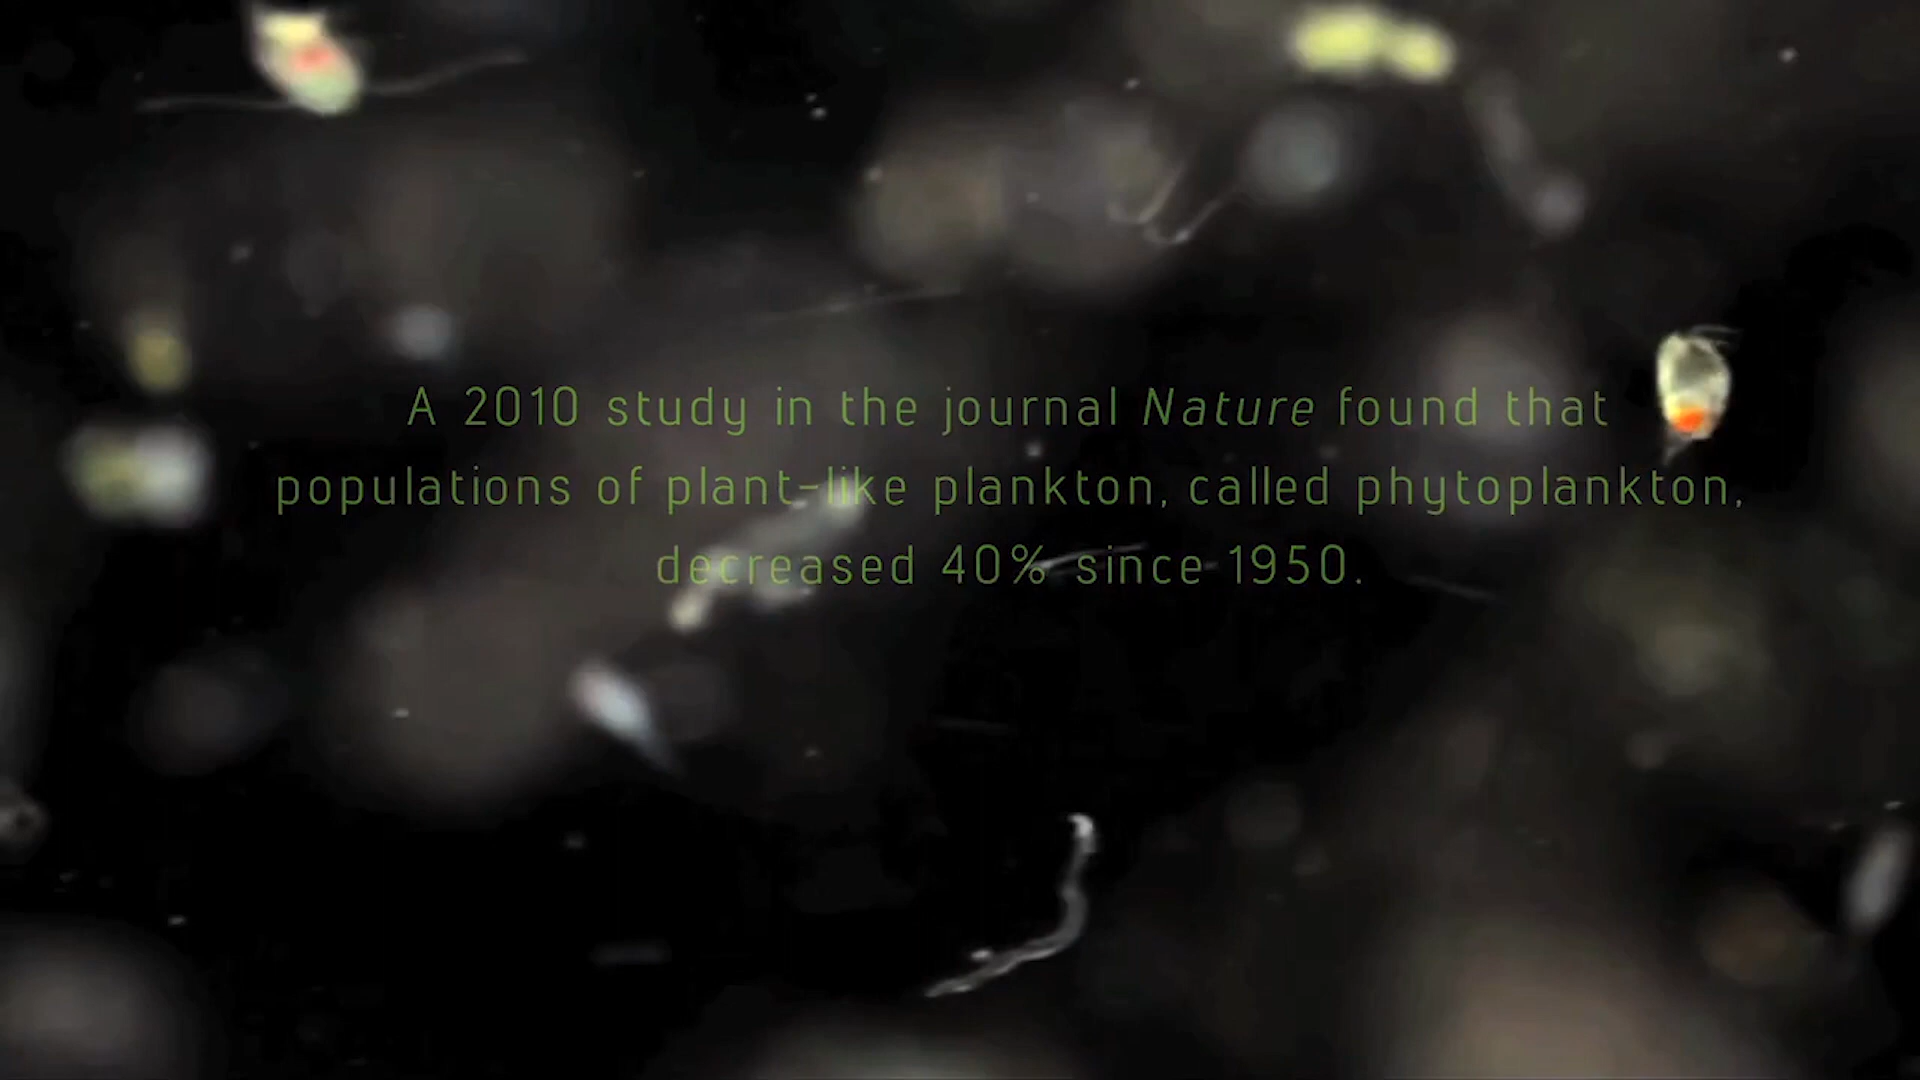 A 2010 study in the journal Nature found that
populations of plant-like plankton, called phytoplankton,
decreased 40% since 1950.